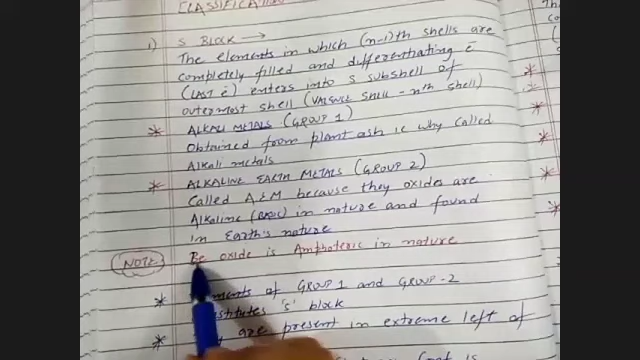 CLASSIFICATION
1) S BLOCK →
The elements in which (n-1)th shells are
completely filled and differentiating e̅
(LAST e̅) enters into s subshell of
outermost shell (VALENCE SHELL - nth shell)
* ALKALI METALS (GROUP 1)
Obtained from plant ash ie why called
Alkali metals
* ALKALINE EARTH METALS (GROUP 2)
Called A&M because they oxides are
Alkaline (BASIC) in nature and found
in Earth's nature
NOTE Be oxide is Amphoteric in nature
* of GROUP 1 and GROUP-2
's' block
* are present in extreme left of